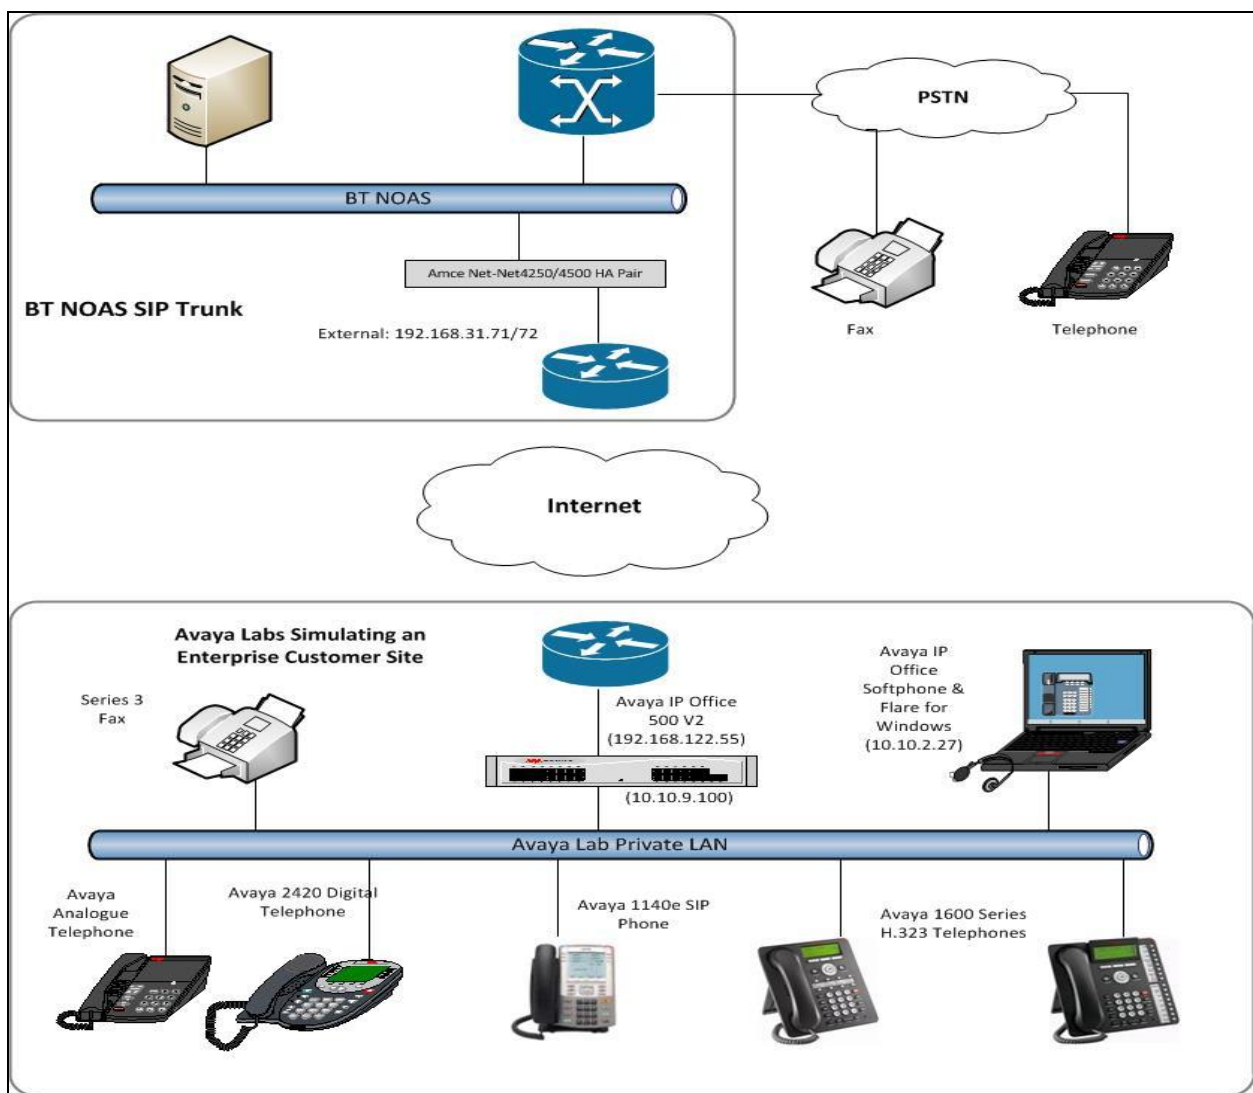 PSTN
BT NOAS
Amce Net-Net4250/4500 HA Pair
BT NOAS SIP Trunk
External: 192.168.31.71/72
Fax
Telephone
Internet
Avaya Labs Simulating an
Enterprise Customer Site
Series 3
Fax
Avaya IP Office
500 V2
(192.168.122.55)
(10.10.9.100)
Avaya IP
Office
Softphone &
Flare for
Windows
(10.10.2.27)
Avaya Lab Private LAN
Avaya
Analogue
Telephone
Avaya 2420 Digital
Telephone
Avaya 1140e SIP
Phone
Avaya 1600 Series
H.323 Telephones